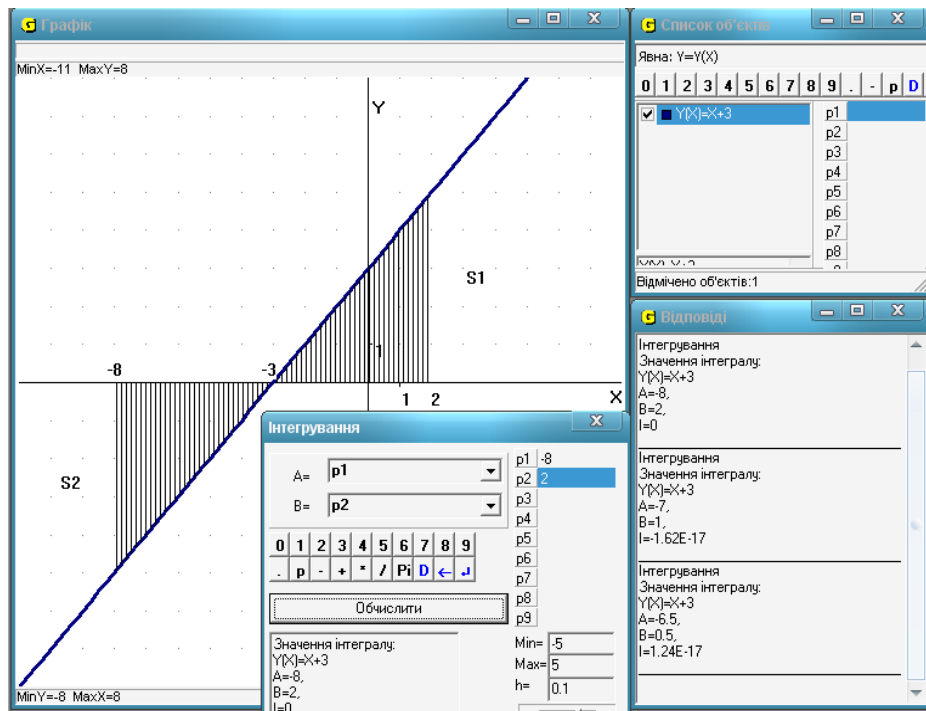 Графік
MinX=-11 MaxY=8
Y
S1
1
-8
-3
X
1 2
S2
MinY=-8 MaxX=8
Список об'єктів
Явна: Y=Y(X)
0 1 2 3 4 5 6 7 8 9 . - p D
Y(X)=X+3
p1
p2
p3
p4
p5
p6
p7
p8
Відмічено об'єктів:1
Відповіді
Інтегрування
Значення інтегралу:
Y(X)=X+3
A=-8,
B=2,
I=0
Інтегрування
Значення інтегралу:
Y(X)=X+3
A=-7,
B=1,
I=-1.62E-17
Інтегрування
Значення інтегралу:
Y(X)=X+3
A=-6.5,
B=0.5,
I=1.24E-17
Інтегрування
A= p1
B= p2
0 1 2 3 4 5 6 7 8 9
. p - + * / Pi D ← ↲
Обчислити
Значення інтегралу:
Y(X)=X+3
A=-8,
B=2,
I=0
p1 -8
p2 2
p3
p4
p5
p6
p7
p8
p9
Min= -5
Max= 5
h= 0.1